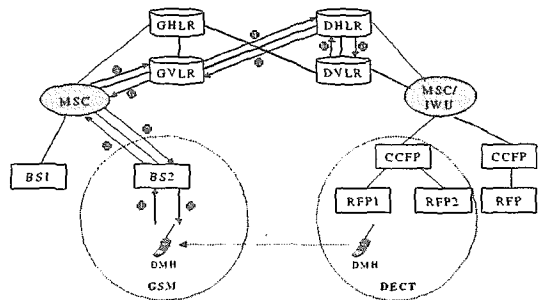 GHLR
DHLR
GVLR
DVLR
MSC
MSC/
IWU
BS1
BS2
CCFP
CCFP
RFP1
RFP2
RFP
DMH
DMH
GSM
DECT